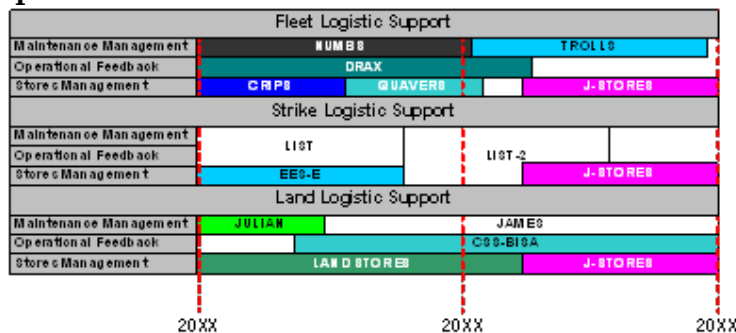 Fleet Logistic Support
Maintenance Management NUMBS TROLLS
Operational Feedback DRAX
Stores Management CRIPS QUAVERS J-STORES
Strike Logistic Support
Maintenance Management
LIST
Operational Feedback LIST-2
Stores Management EES-E J-STORES
Land Logistic Support
Maintenance Management JULIAN JAMES
Operational Feedback CSS-BISA
Stores Management LAND STORES J-STORES
20XX 20XX 20XX